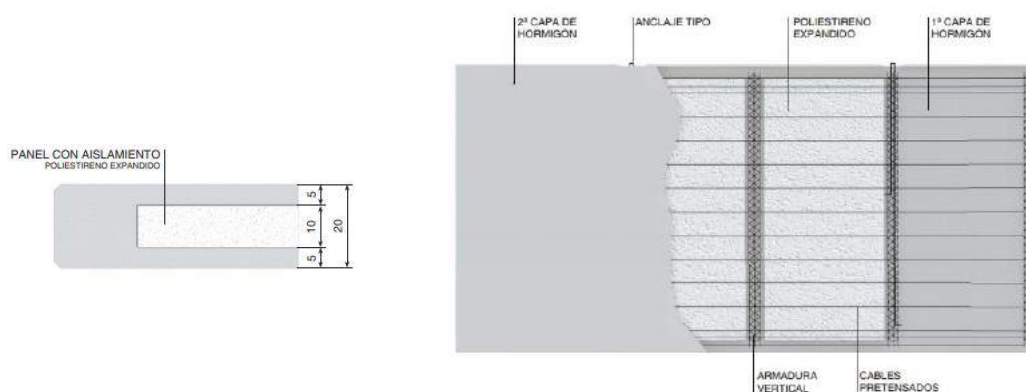 PANEL CON AISLAMIENTO
POLIESTIRENO EXPANDIDO
5
10
5
20
2ª CAPA DE
HORMIGÓN
ANCLAJE TIPO
POLIESTIRENO
EXPANDIDO
1ª CAPA DE
HORMIGÓN
ARMADURA
VERTICAL
CABLES
PRETENSADOS